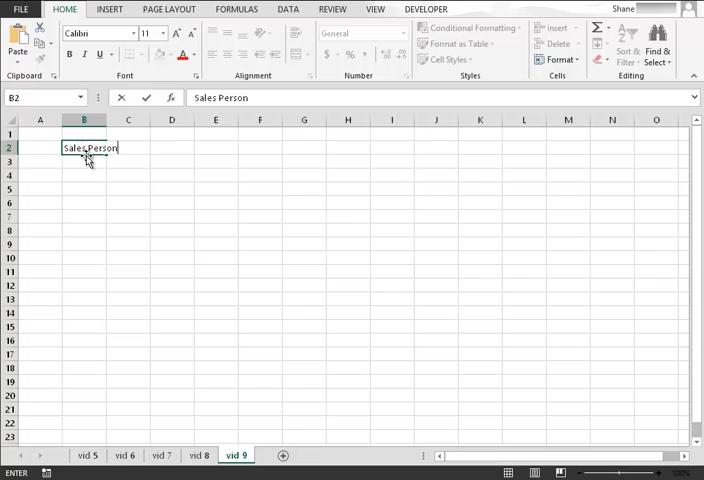 FILE HOME INSERT PAGE LAYOUT FORMULAS DATA REVIEW VIEW DEVELOPER Shane
Paste Calibri 11 A A General Conditional Formatting Insert Σ
B I U A $ % Format as Table Delete Sort & Find &
Cell Styles Format Filter Select
Clipboard Font Alignment Number Styles Cells Editing
B2 fx Sales Person
A B C D E F G H I J K L M N O
1
2 Sales Person
3
4
5
6
7
8
9
10
11
12
13
14
15
16
17
18
19
20
21
22
23
vid 5 vid 6 vid 7 vid 8 vid 9
ENTER 100%